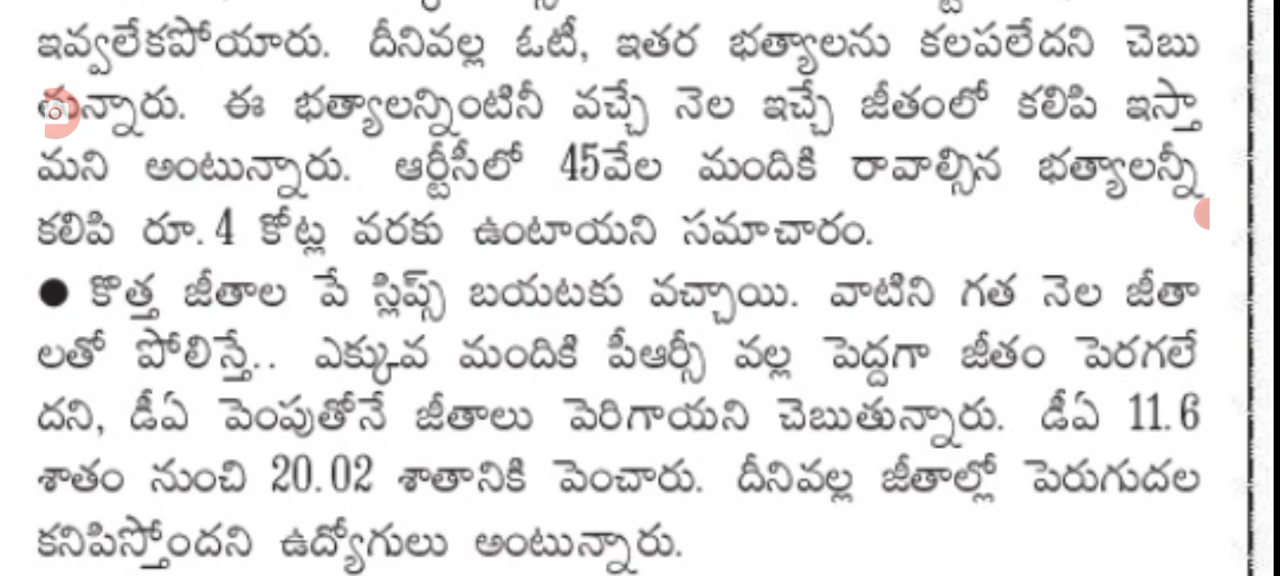 ఇవ్వలేకపోయారు. దీనివల్ల ఓటీ, ఇతర భత్యాలను కలపలేదని చెబు
తున్నారు. ఈ భత్యాలన్నింటినీ వచ్చే నెల ఇచ్చే జీతంలో కలిపి ఇస్తా
మని అంటున్నారు. ఆర్టీసీలో 45వేల మందికి రావాల్సిన భత్యాలన్నీ
కలిపి రూ.4 కోట్ల వరకు ఉంటాయని సమాచారం.
● కొత్త జీతాల పే స్లిప్స్ బయటకు వచ్చాయి. వాటిని గత నెల జీతా
లతో పోలిస్తే.. ఎక్కువ మందికి పీఆర్సీ వల్ల పెద్దగా జీతం పెరగలే
దని, డీఏ పెంపుతోనే జీతాలు పెరిగాయని చెబుతున్నారు. డీఏ 11.6
శాతం నుంచి 20.02 శాతానికి పెంచారు. దీనివల్ల జీతాల్లో పెరుగుదల
కనిపిస్తోందని ఉద్యోగులు అంటున్నారు.